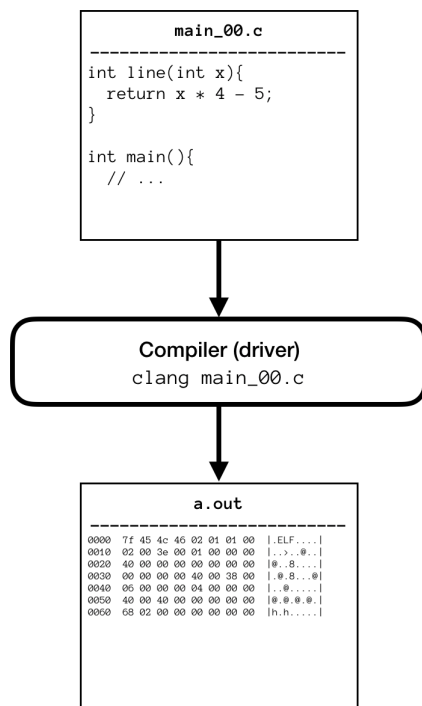 main_00.c
--------------------------
int line(int x){
  return x * 4 - 5;
}
int main(){
  // ...
Compiler (driver)
clang main_00.c
a.out
--------------------------
0000  7f 45 4c 46 02 01 01 00  |.ELF....|
0010  02 00 3e 00 01 00 00 00  |..>..@..|
0020  40 00 00 00 00 00 00 00  |@..8....|
0030  00 00 00 00 40 00 38 00  |.@.8...@|
0040  06 00 00 00 04 00 00 00  |..@.....|
0050  40 00 40 00 00 00 00 00  |@.@.@.@.|
0060  68 02 00 00 00 00 00 00  |h.h.....|